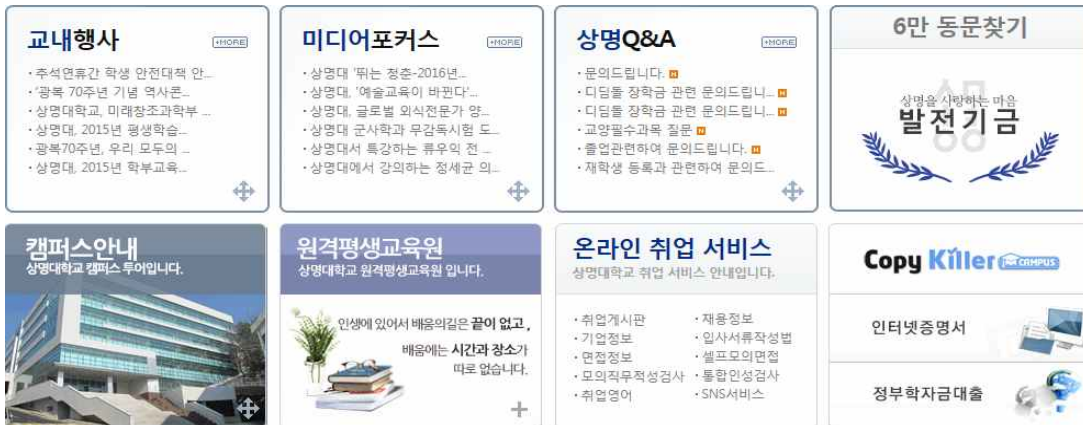 교내행사
+MORE
· 추석연휴간 학생 안전대책 안...
· '광복 70주년 기념 역사콘...
· 상명대학교, 미래창조과학부 ...
· 상명대, 2015년 평생학습...
· 광복70주년, 우리 모두의 ...
· 상명대, 2015년 학부교육...
미디어포커스
+MORE
· 상명대 '뛰는 청춘-2016년...
· 상명대, '예술교육이 바뀐다'...
· 상명대, 글로벌 외식전문가 양...
· 상명대 군사학과 무감독시험 도...
· 상명대서 특강하는 류우익 전 ...
· 상명대에서 강의하는 정세균 의...
상명Q&A
+MORE
· 문의드립니다. N
· 디딤돌 장학금 관련 문의드립니... N
· 디딤돌 장학금 관련 문의드립니... N
· 교양필수과목 질문 N
· 졸업관련하여 문의드립니다. N
· 재학생 등록과 관련하여 문의드...
6만 동문찾기
상명을 사랑하는 마음
발전기금
캠퍼스안내
상명대학교 캠퍼스 투어입니다.
원격평생교육원
상명대학교 원격평생교육원 입니다.
인생에 있어서 배움의길은 끝이 없고,
배움에는 시간과 장소가
따로 없습니다.
온라인 취업 서비스
상명대학교 취업 서비스 안내입니다.
· 취업게시판
· 기업정보
· 면접정보
· 모의직무적성검사
· 취업영어
· 채용정보
· 입사서류작성법
· 셀프모의면접
· 통합인성검사
· SNS서비스
Copy Killer CAMPUS
인터넷증명서
정부학자금대출